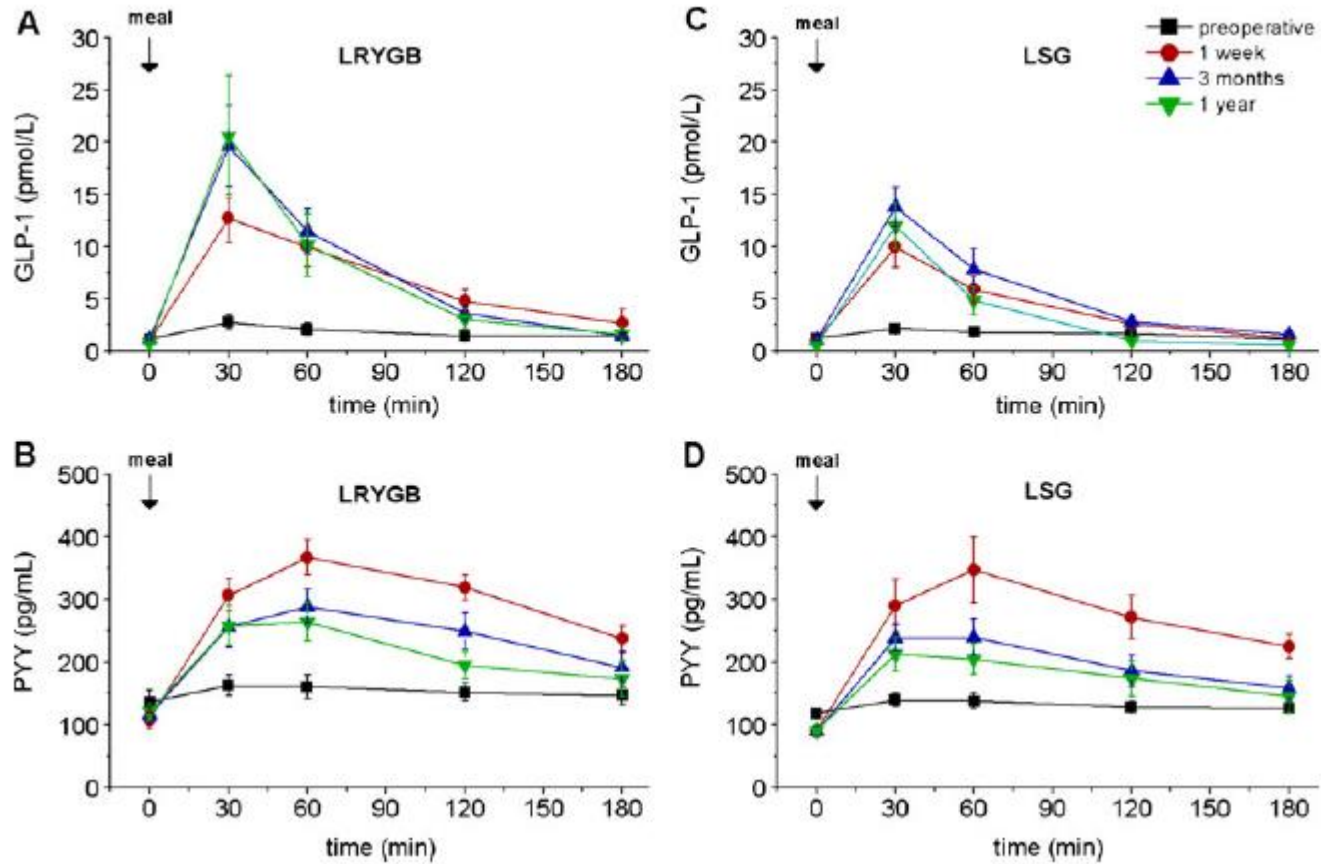 A
meal
LRYGB
30
25
20
15
10
5
0
GLP-1 (pmol/L)
0 30 60 90 120 150 180
time (min)
C
meal
LSG
preoperative
1 week
3 months
1 year
30
25
20
15
10
5
0
GLP-1 (pmol/L)
0 30 60 90 120 150 180
time (min)
B
meal
LRYGB
500
400
300
200
100
0
PYY (pg/mL)
0 30 60 90 120 150 180
time (min)
D
meal
LSG
500
400
300
200
100
0
PYY (pg/mL)
0 30 60 90 120 150 180
time (min)